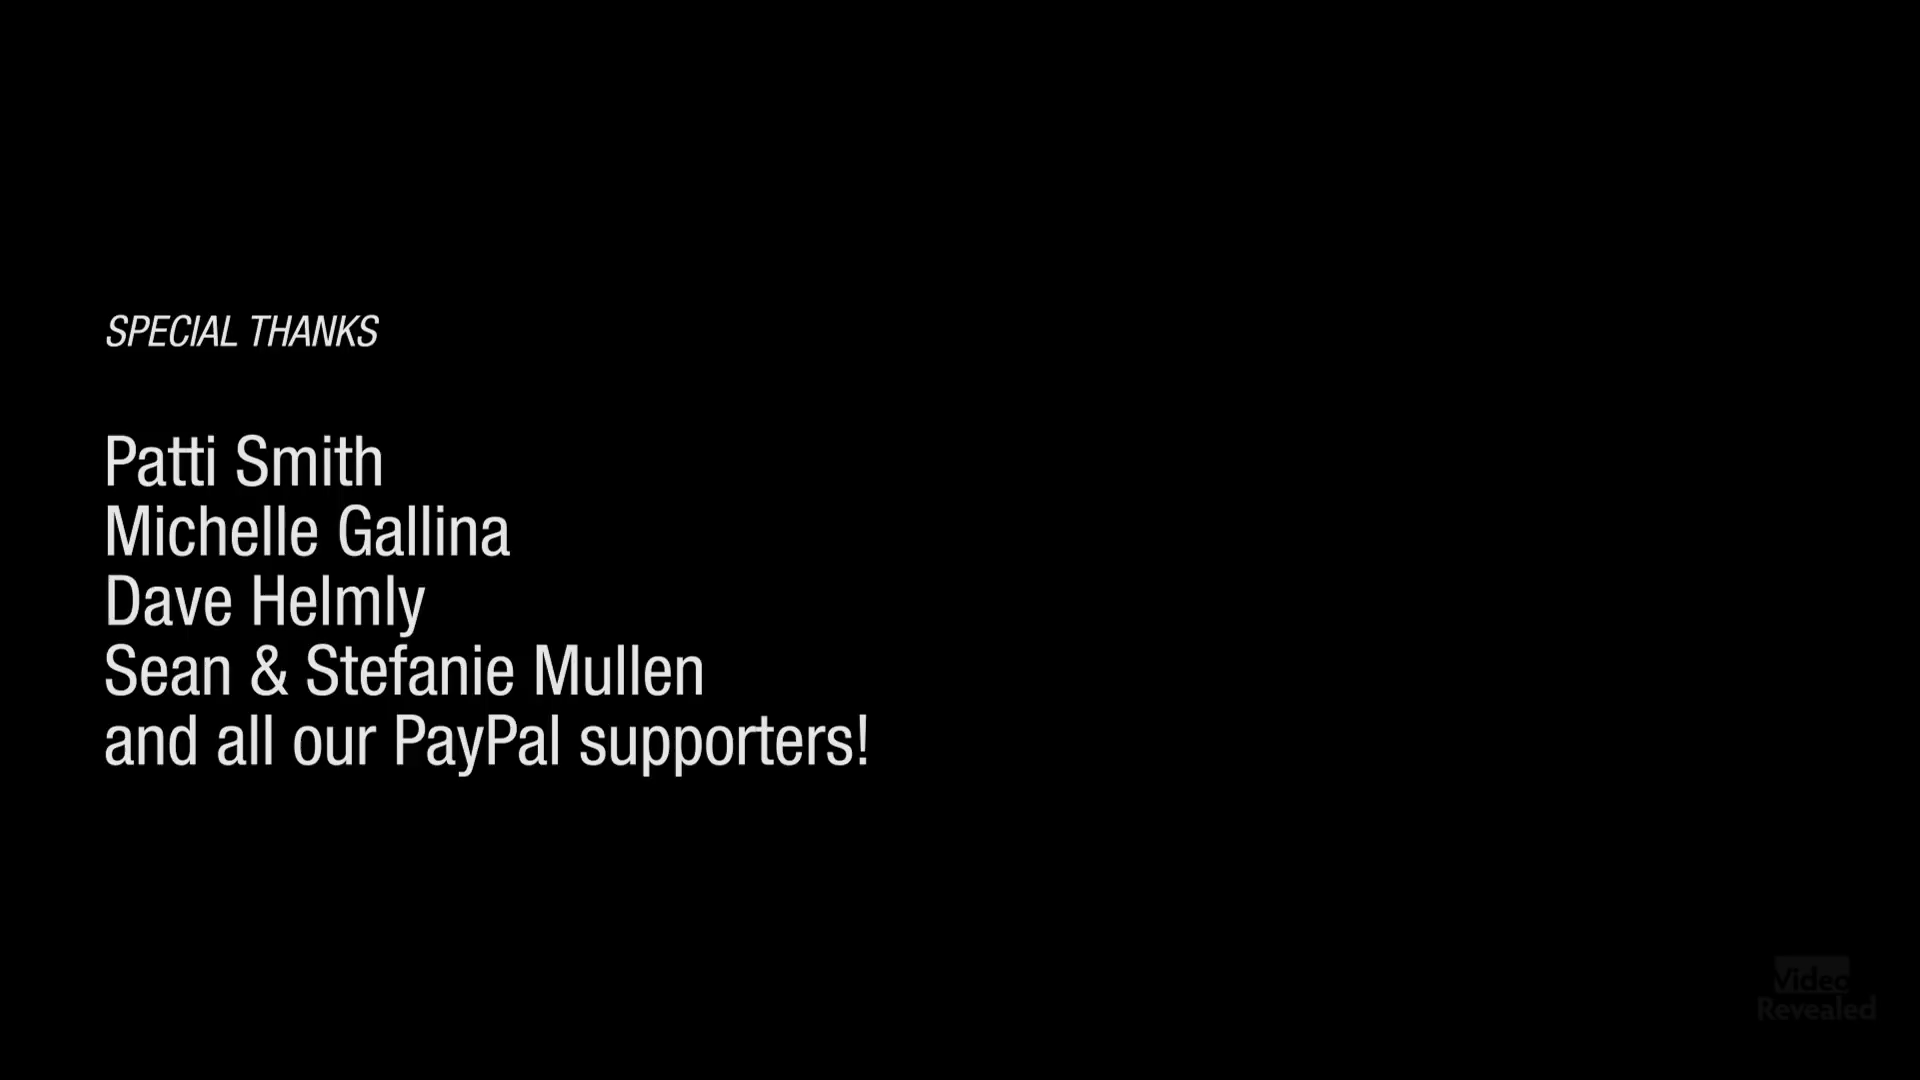 SPECIAL THANKS
Patti Smith
Michelle Gallina
Dave Helmly
Sean & Stefanie Mullen
and all our PayPal supporters!
Video
Revealed